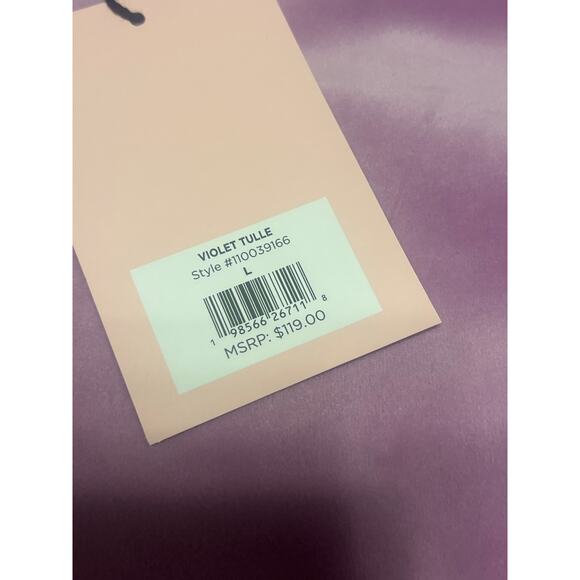 VIOLET TULLE
Style #110039166
L
1 98566 26711 8
MSRP: $119.00